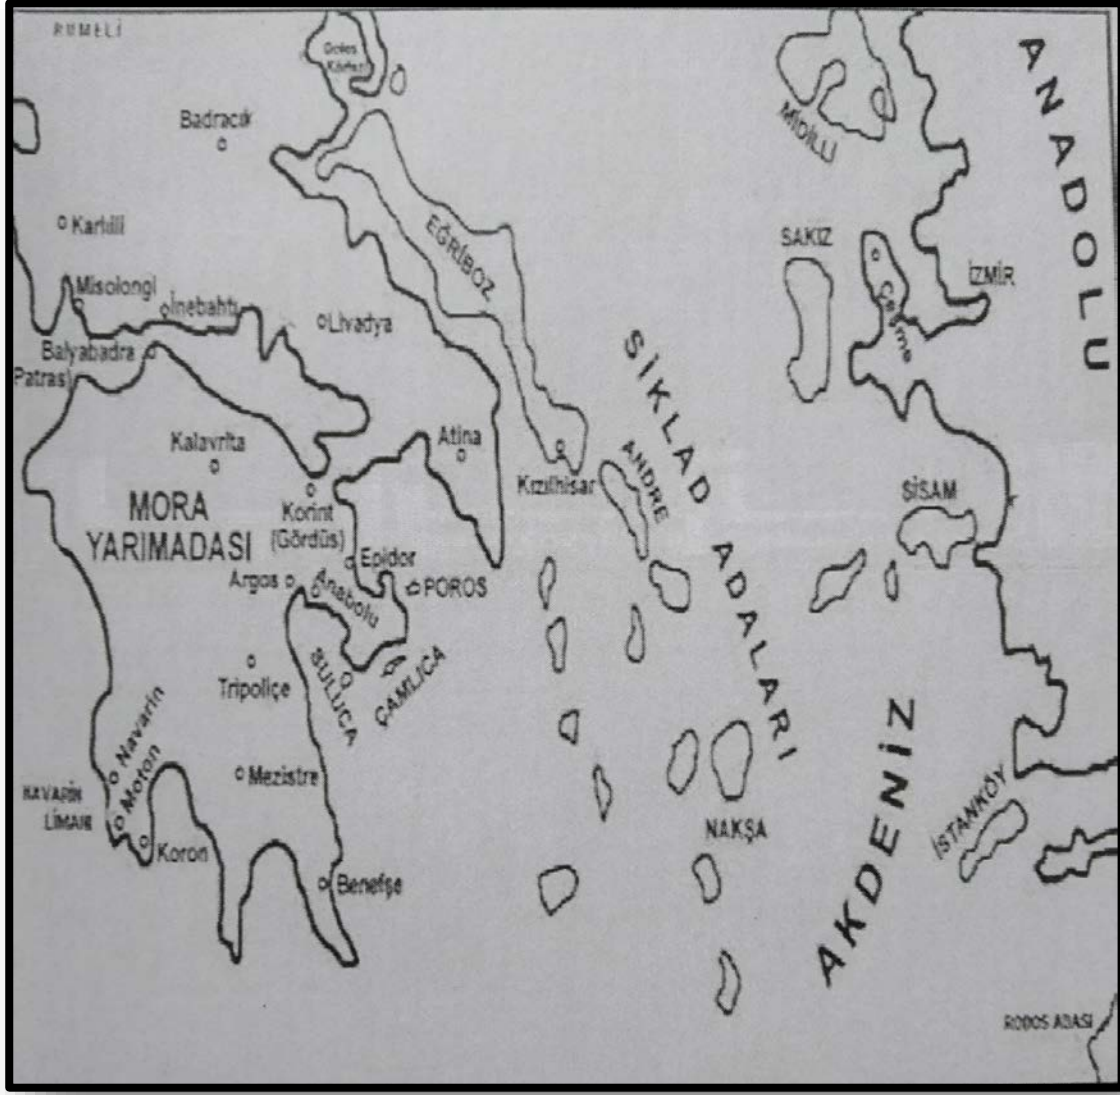 RUMELİ
Badracık
Karlıili
Misolongi
İnebahtı
Livadya
Balyabadra
Patras)
Kalavrita
Atina
MORA
YARIMADASI
Korint
(Gördüs)
Epidor
Argos
Anabolu
POROS
SULUCA
ÇAMLICA
Tripoliçe
Navarin
Moton
Mezistre
NAVARİN
LİMANI
Koron
Benefşe
EĞRİBOZ
Kızılhisar
ANDRE
SİKLAD ADALARI
NAKŞA
MİDİLLİ
SAKIZ
Çeşme
İZMİR
ANADOLU
SİSAM
AKDENİZ
İSTANKÖY
RODOS ADASI